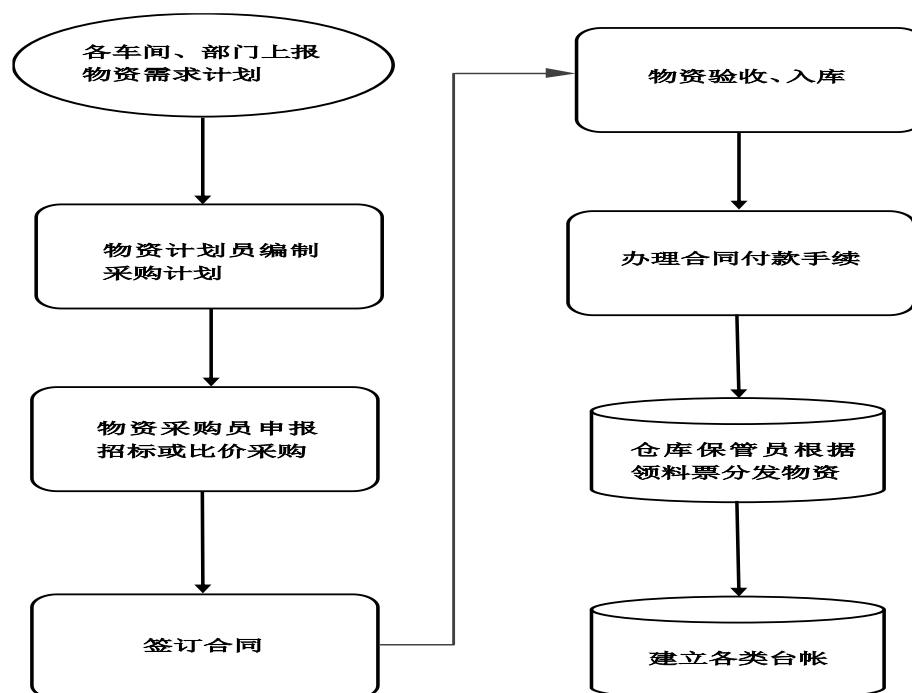 各车间、部门上报
物资需求计划
物资计划员编制
采购计划
物资采购员申报
招标或比价采购
签订合同
物资验收、入库
办理合同付款手续
仓库保管员根据
领料票分发物资
建立各类台帐